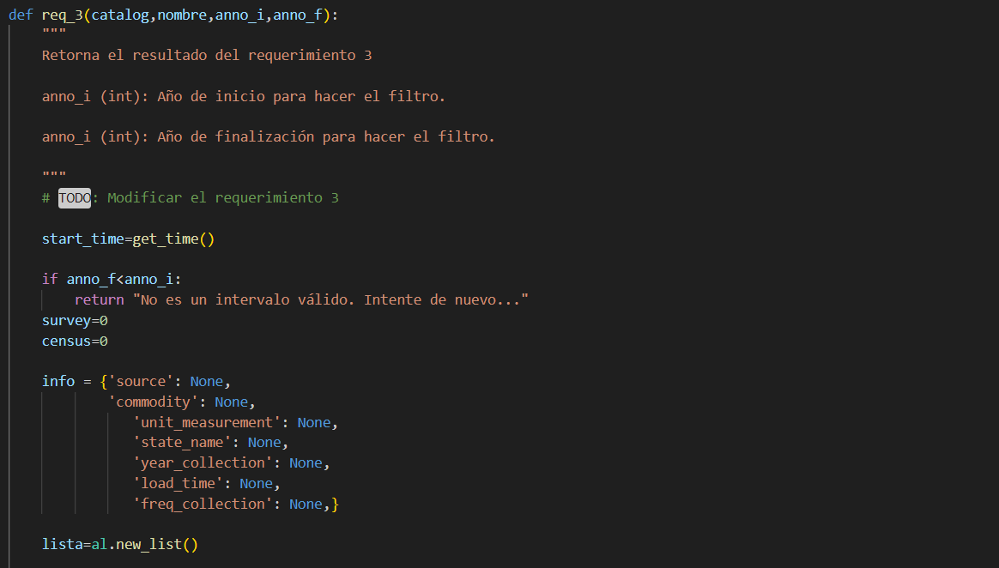 def req_3(catalog,nombre,anno_i,anno_f):
    """
    Retorna el resultado del requerimiento 3
    anno_i (int): Año de inicio para hacer el filtro.
    anno_i (int): Año de finalización para hacer el filtro.
    """
    # TODO: Modificar el requerimiento 3
    start_time=get_time()
    if anno_f<anno_i:
        return "No es un intervalo válido. Intente de nuevo..."
    survey=0
    census=0
    info = {'source': None,
            'commodity': None,
               'unit_measurement': None,
               'state_name': None,
               'year_collection': None,
               'load_time': None,
               'freq_collection': None,}
    lista=al.new_list()